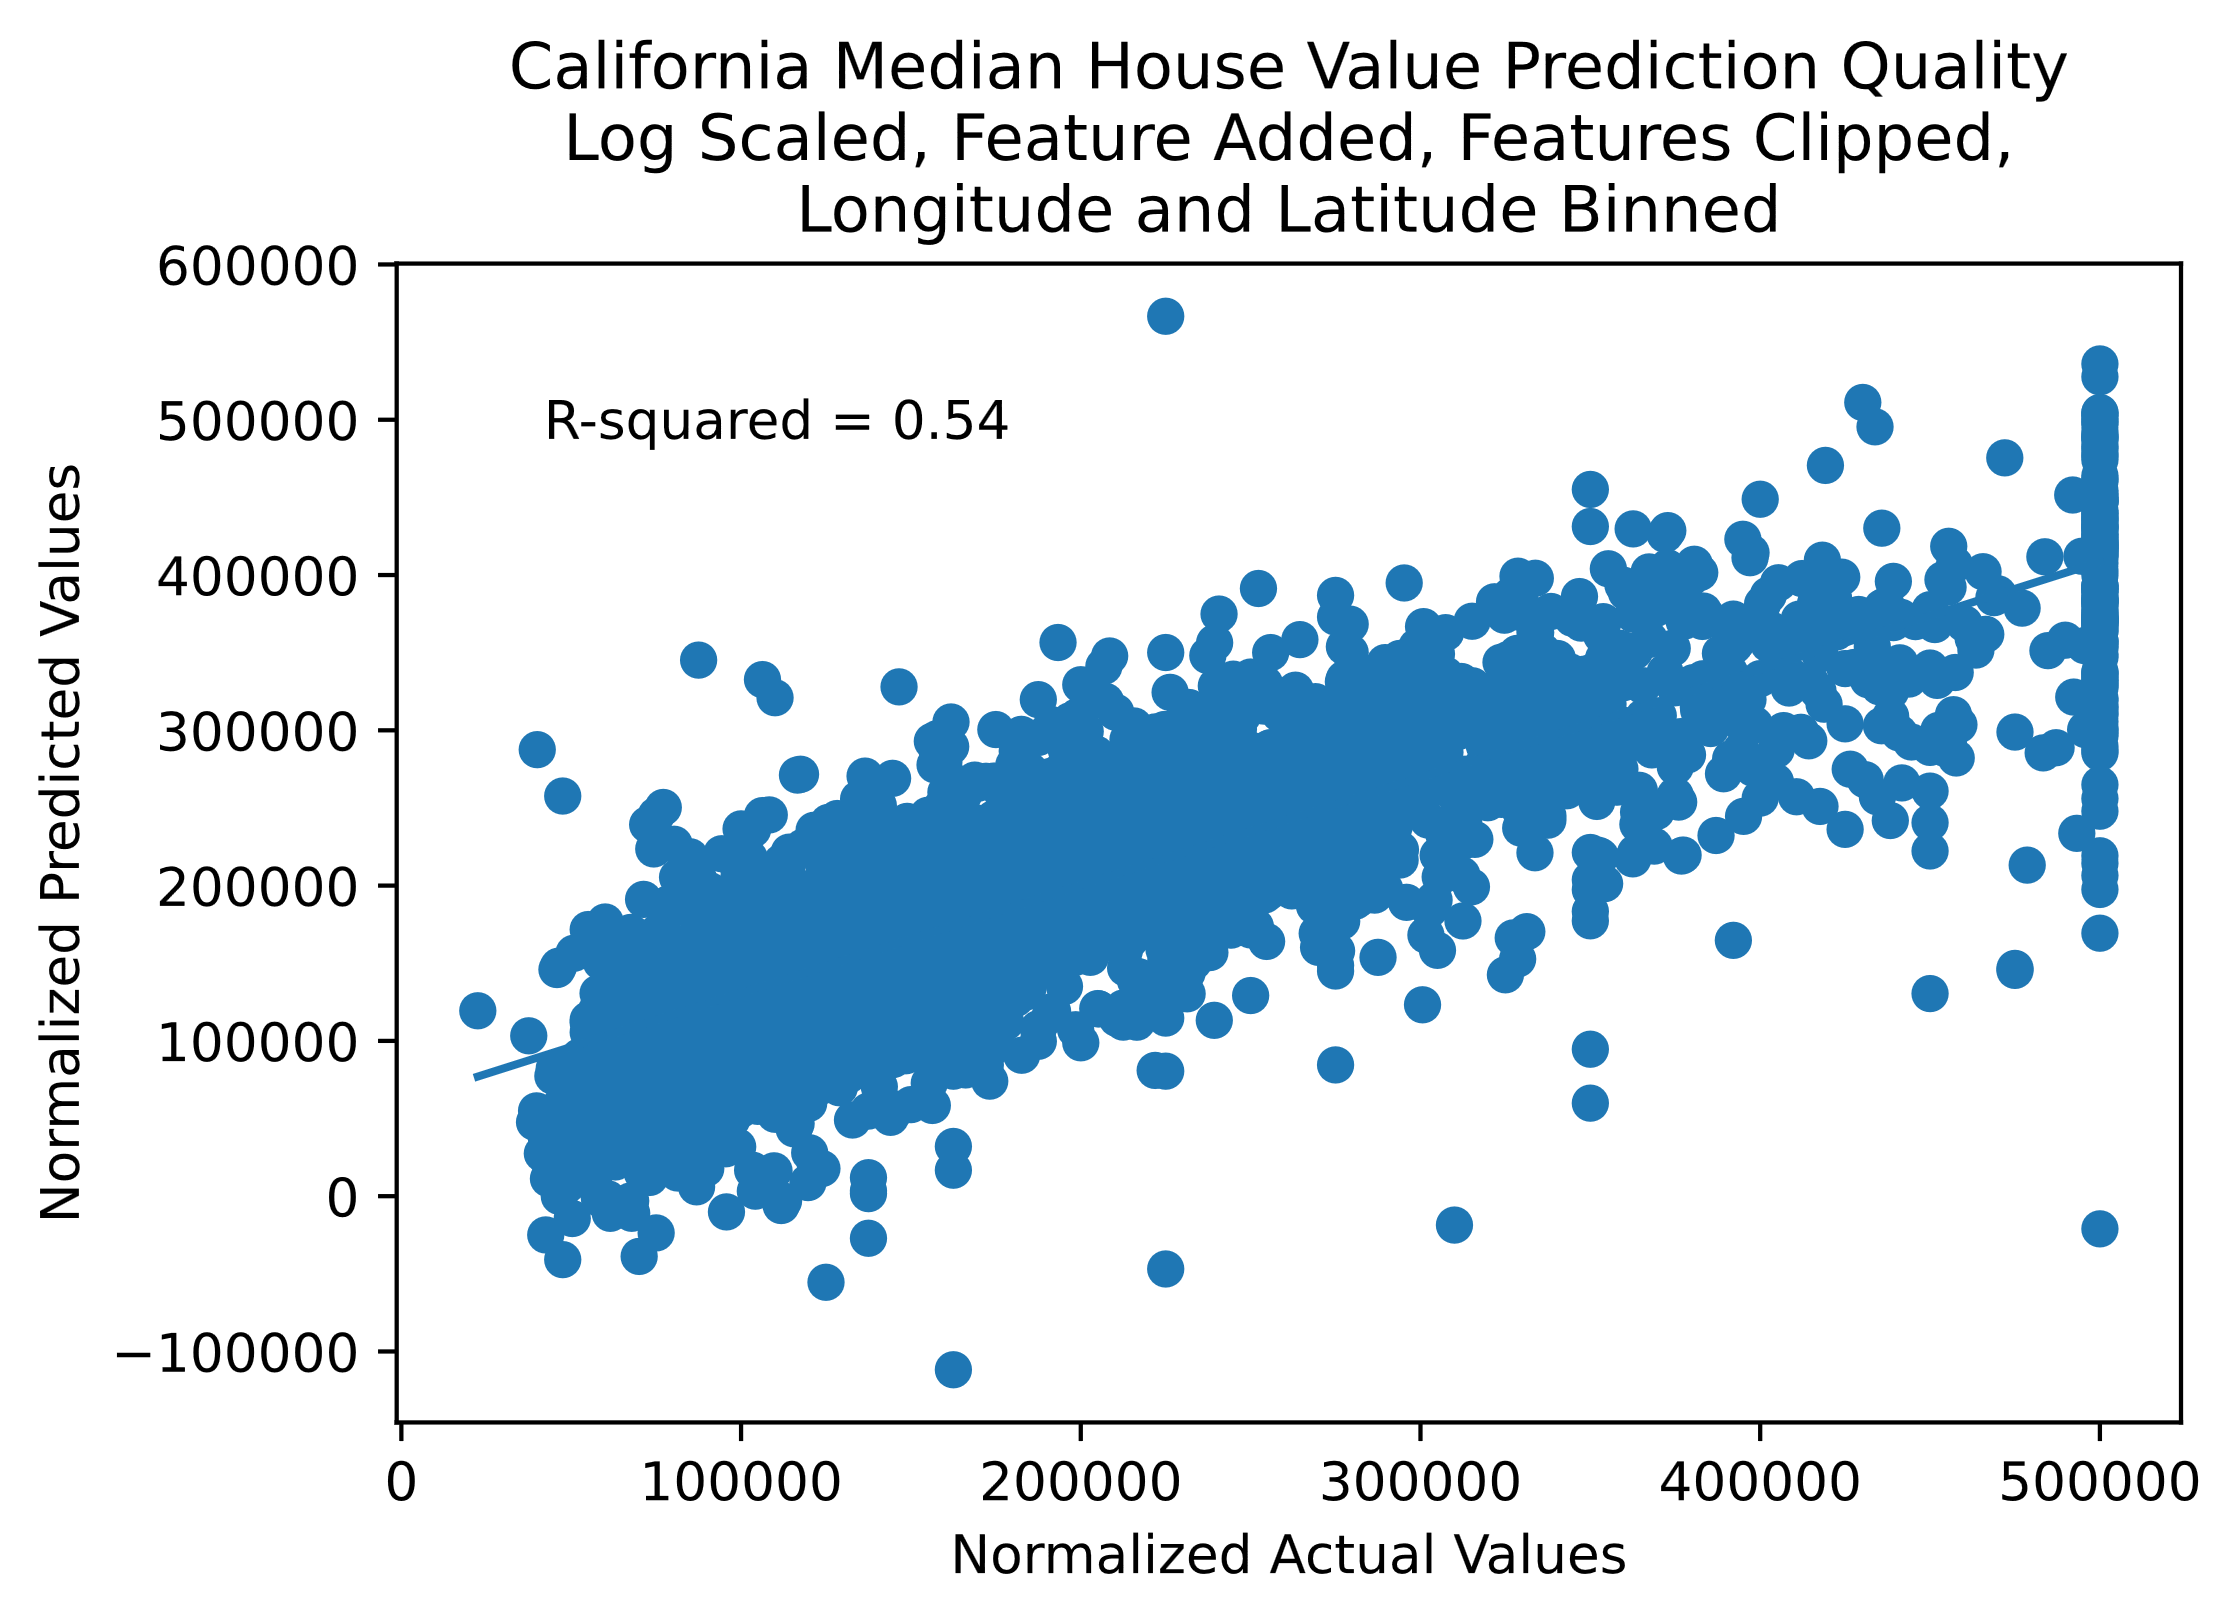 California Median House Value Prediction Quality
Log Scaled, Feature Added, Features Clipped,
Longitude and Latitude Binned
600000
500000
400000
300000
200000
100000
0
−100000
R-squared = 0.54
Normalized Predicted Values
0 100000 200000 300000 400000 500000
Normalized Actual Values